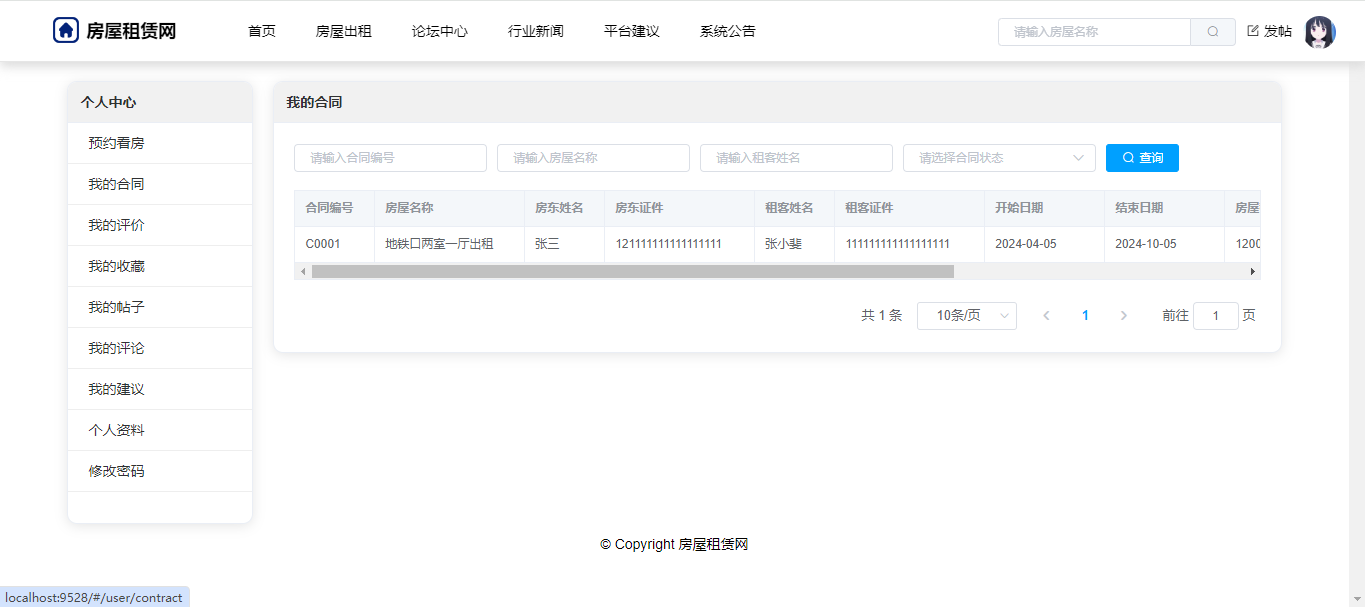 房屋租赁网 首页 房屋出租 论坛中心 行业新闻 平台建议 系统公告 请输入房屋名称 发帖
个人中心
预约看房
我的合同
我的评价
我的收藏
我的帖子
我的评论
我的建议
个人资料
修改密码
我的合同
请输入合同编号 请输入房屋名称 请输入租客姓名 请选择合同状态 查询
合同编号 房屋名称 房东姓名 房东证件 租客姓名 租客证件 开始日期 结束日期 房屋
C0001 地铁口两室一厅出租 张三 121111111111111111 张小斐 111111111111111111 2024-04-05 2024-10-05 1200
共 1 条 10条/页 1 前往 1 页
© Copyright 房屋租赁网
localhost:9528/#/user/contract